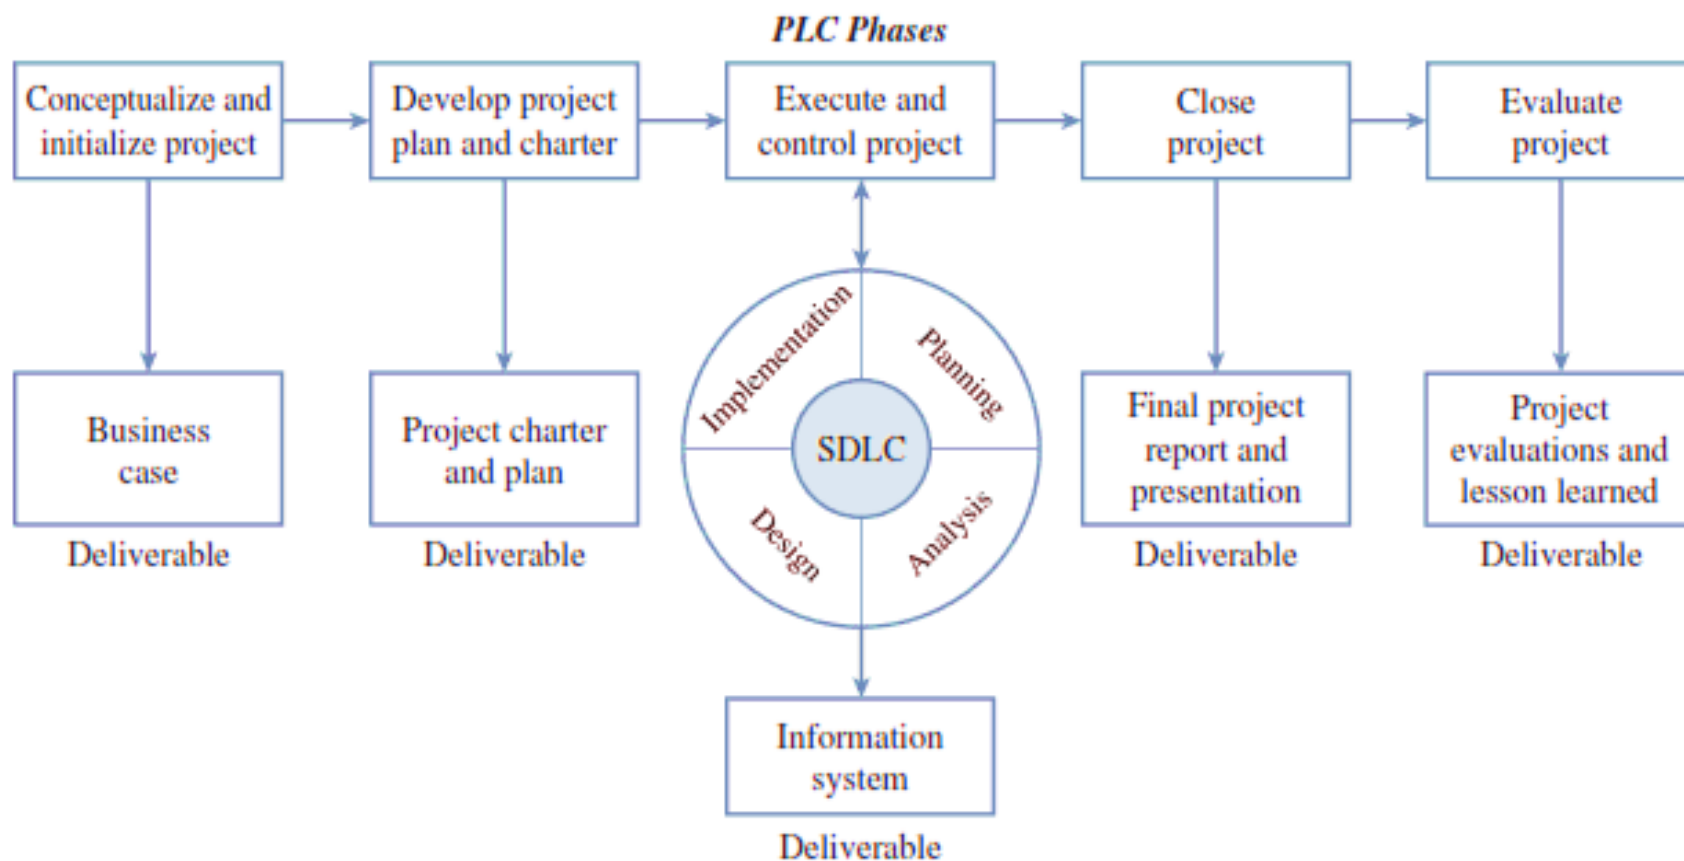 PLC Phases
Conceptualize and
initialize project
Develop project
plan and charter
Execute and
control project
Close
project
Evaluate
project
Implementation
Planning
SDLC
Design
Analysis
Business
case
Deliverable
Project charter
and plan
Deliverable
Final project
report and
presentation
Deliverable
Project
evaluations and
lesson learned
Deliverable
Information
system
Deliverable